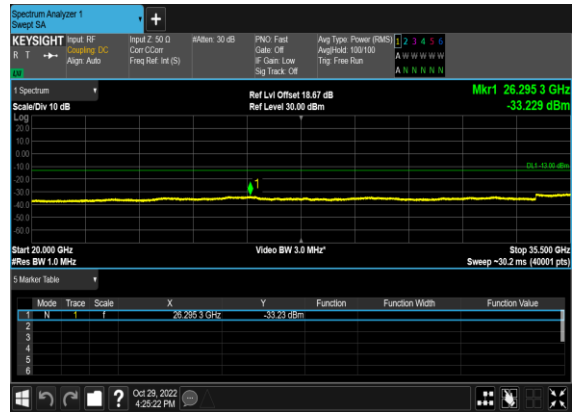 Spectrum Analyzer 1
Swept SA
+
KEYSIGHT
R T
Input: RF
Coupling: DC
Align: Auto
Input Z: 50 Ω
Corr CCorr
Freq Ref: Int (S)
#Atten: 30 dB
PNO: Fast
Gate: Off
IF Gain: Low
Sig Track: Off
Avg Type: Power (RMS)
Avg|Hold: 100/100
Trig: Free Run
1 2 3 4 5 6
A W W W W W
A N N N N N
1 Spectrum
Scale/Div 10 dB
Ref Lvl Offset 18.67 dB
Ref Level 30.00 dBm
Mkr1 26.295 3 GHz
-33.229 dBm
Log
20.0
10.0
0.00
-10.0
DL1 -13.00 dBm
-20.0
-30.0
1
-40.0
-50.0
-60.0
Start 20.000 GHz
#Res BW 1.0 MHz
Video BW 3.0 MHz*
Stop 35.500 GHz
Sweep ~30.2 ms (40001 pts)
5 Marker Table
Mode Trace Scale X Y Function Function Width Function Value
1 N 1 f 26.295 3 GHz -33.23 dBm
2
3
4
5
6
?
Oct 29, 2022
4:25:22 PM